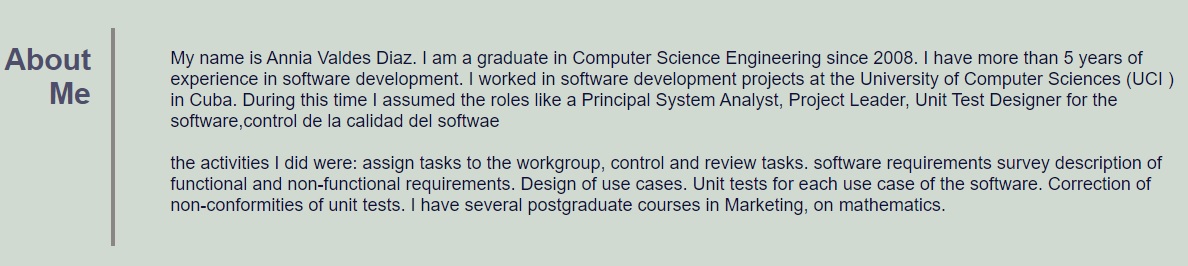 About
Me
My name is Annia Valdes Diaz. I am a graduate in Computer Science Engineering since 2008. I have more than 5 years of
experience in software development. I worked in software development projects at the University of Computer Sciences (UCI )
in Cuba. During this time I assumed the roles like a Principal System Analyst, Project Leader, Unit Test Designer for the
software,control de la calidad del softwae
the activities I did were: assign tasks to the workgroup, control and review tasks. software requirements survey description of
functional and non-functional requirements. Design of use cases. Unit tests for each use case of the software. Correction of
non-conformities of unit tests. I have several postgraduate courses in Marketing, on mathematics.